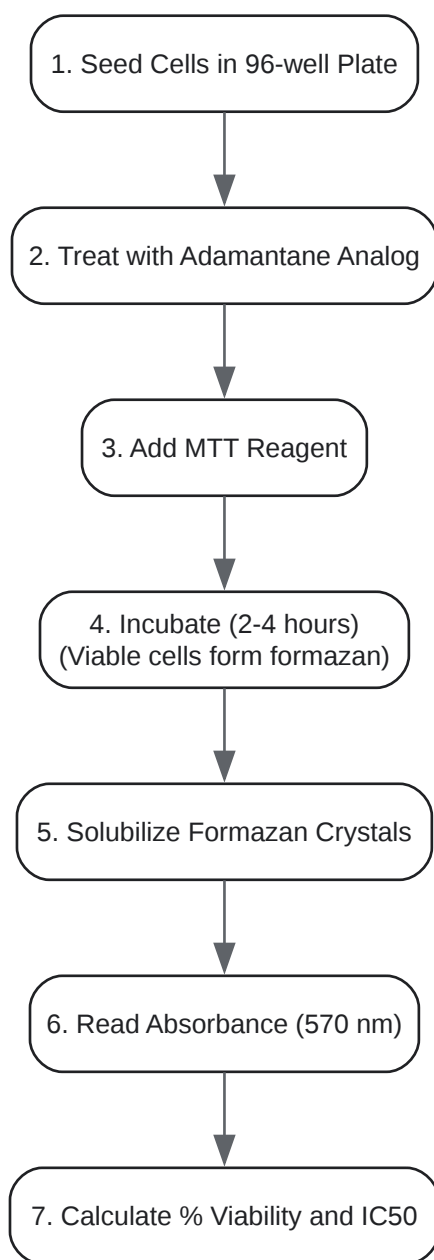 1. Seed Cells in 96-well Plate
2. Treat with Adamantane Analog
3. Add MTT Reagent
4. Incubate (2-4 hours)
(Viable cells form formazan)
5. Solubilize Formazan Crystals
6. Read Absorbance (570 nm)
7. Calculate % Viability and IC50